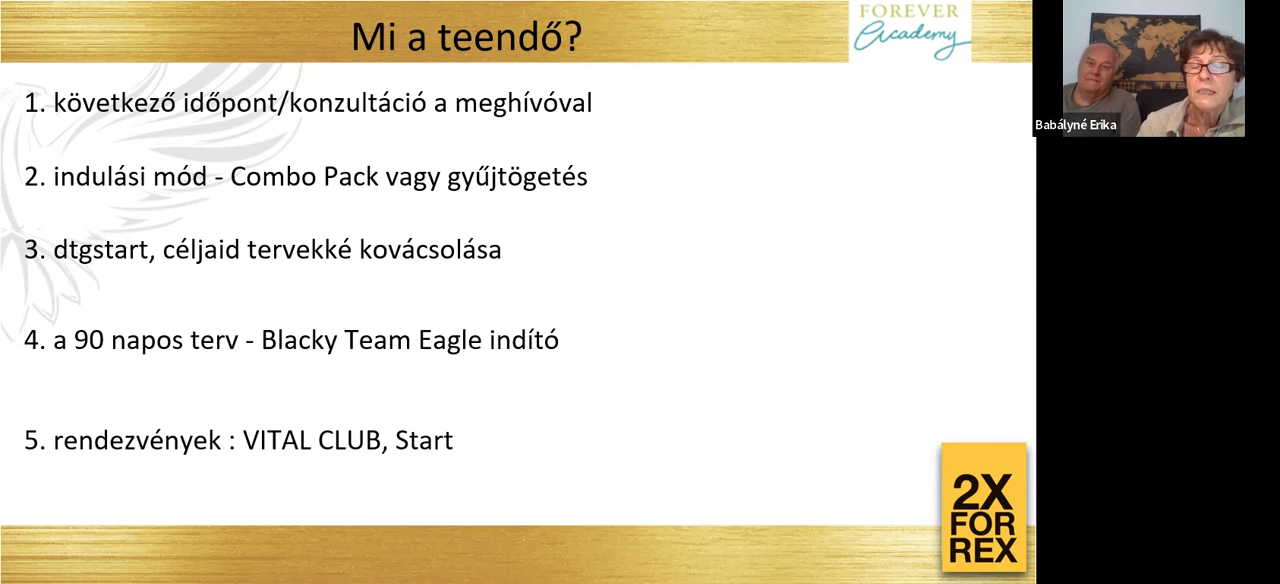 Mi a teendő?
FOREVER
Academy
1. következő időpont/konzultáció a meghívóval
2. indulási mód - Combo Pack vagy gyűjtögetés
3. dtgstart, céljaid tervekké kovácsolása
4. a 90 napos terv - Blacky Team Eagle indító
5. rendezvények : VITAL CLUB, Start
2X
FOR
REX
Babályné Erika